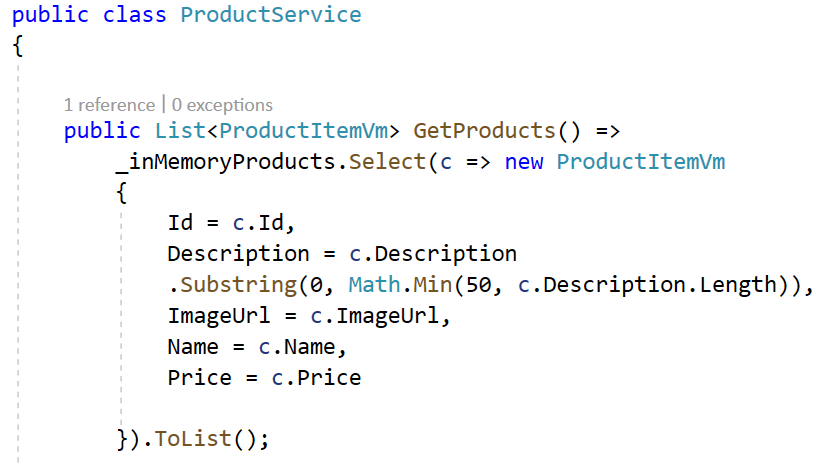 public class ProductService
{
1 reference | 0 exceptions
public List<ProductItemVm> GetProducts() =>
_inMemoryProducts.Select(c => new ProductItemVm
{
Id = c.Id,
Description = c.Description
.Substring(0, Math.Min(50, c.Description.Length)),
ImageUrl = c.ImageUrl,
Name = c.Name,
Price = c.Price
}).ToList();